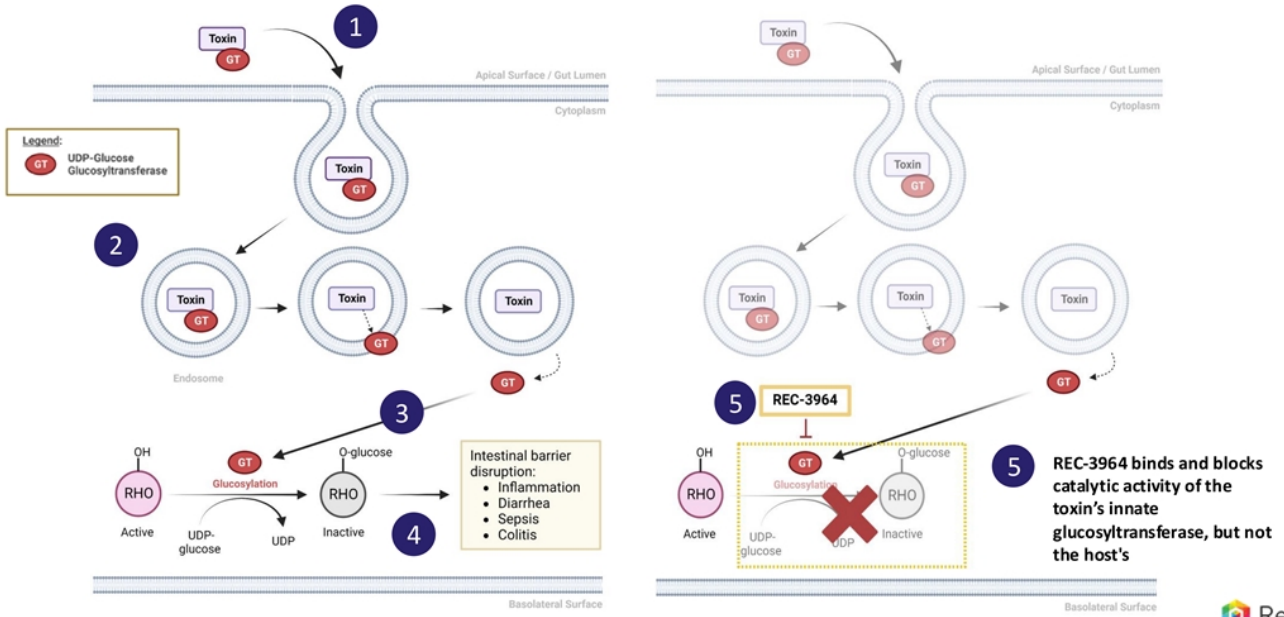 1
Toxin
GT
Apical Surface / Gut Lumen
Cytoplasm
Legend:
GT
UDP-Glucose
Glucosyltransferase
Toxin
GT
2
Toxin
GT
Toxin
GT
Toxin
Endosome
GT
3
OH
RHO
Active
GT
Glucosylation
UDP-
glucose
UDP
O-glucose
RHO
Inactive
4
Intestinal barrier
disruption:
• Inflammation
• Diarrhea
• Sepsis
• Colitis
Basolateral Surface
Toxin
GT
Apical Surface / Gut Lumen
Cytoplasm
Toxin
GT
Toxin
GT
Toxin
GT
Toxin
GT
5
REC-3964
OH
RHO
Active
GT
Glucosylation
UDP-
glucose
UDP
O-glucose
RHO
Inactive
5
REC-3964 binds and blocks
catalytic activity of the
toxin’s innate
glucosyltransferase, but not
the host's
Basolateral Surface